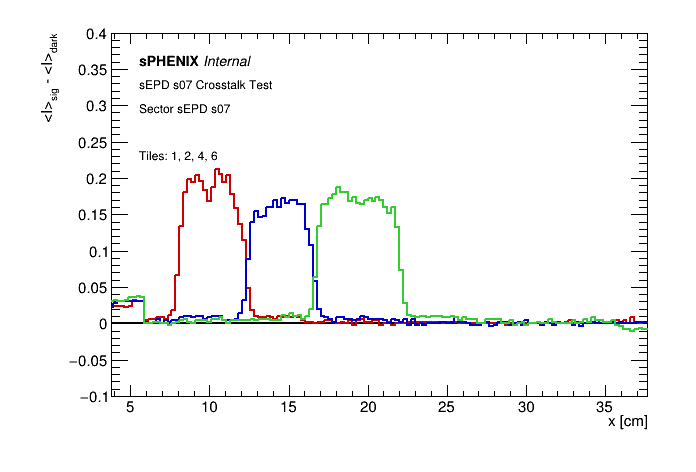 <I>sig - <I>dark
0.4
0.35
0.3
0.25
0.2
0.15
0.1
0.05
0
−0.05
−0.1
sPHENIX Internal
sEPD s07 Crosstalk Test
Sector sEPD s07
Tiles: 1, 2, 4, 6
5 10 15 20 25 30 35
x [cm]